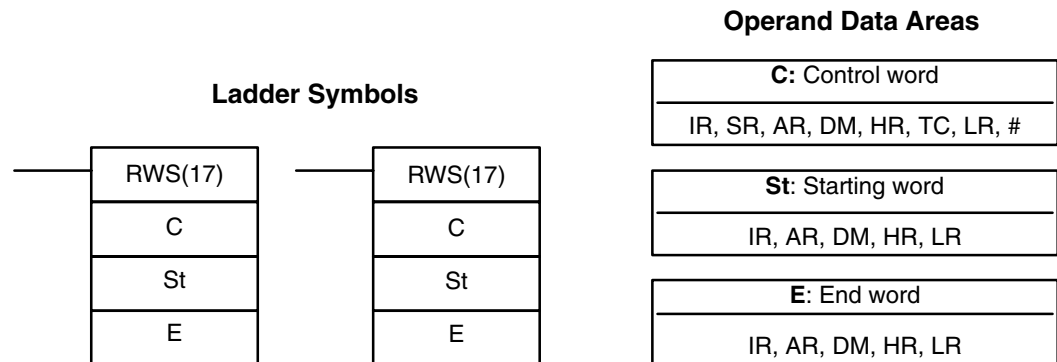 Ladder Symbols
RWS(17)
C
St
E
RWS(17)
C
St
E
Operand Data Areas
C: Control word
IR, SR, AR, DM, HR, TC, LR, #
St: Starting word
IR, AR, DM, HR, LR
E: End word
IR, AR, DM, HR, LR